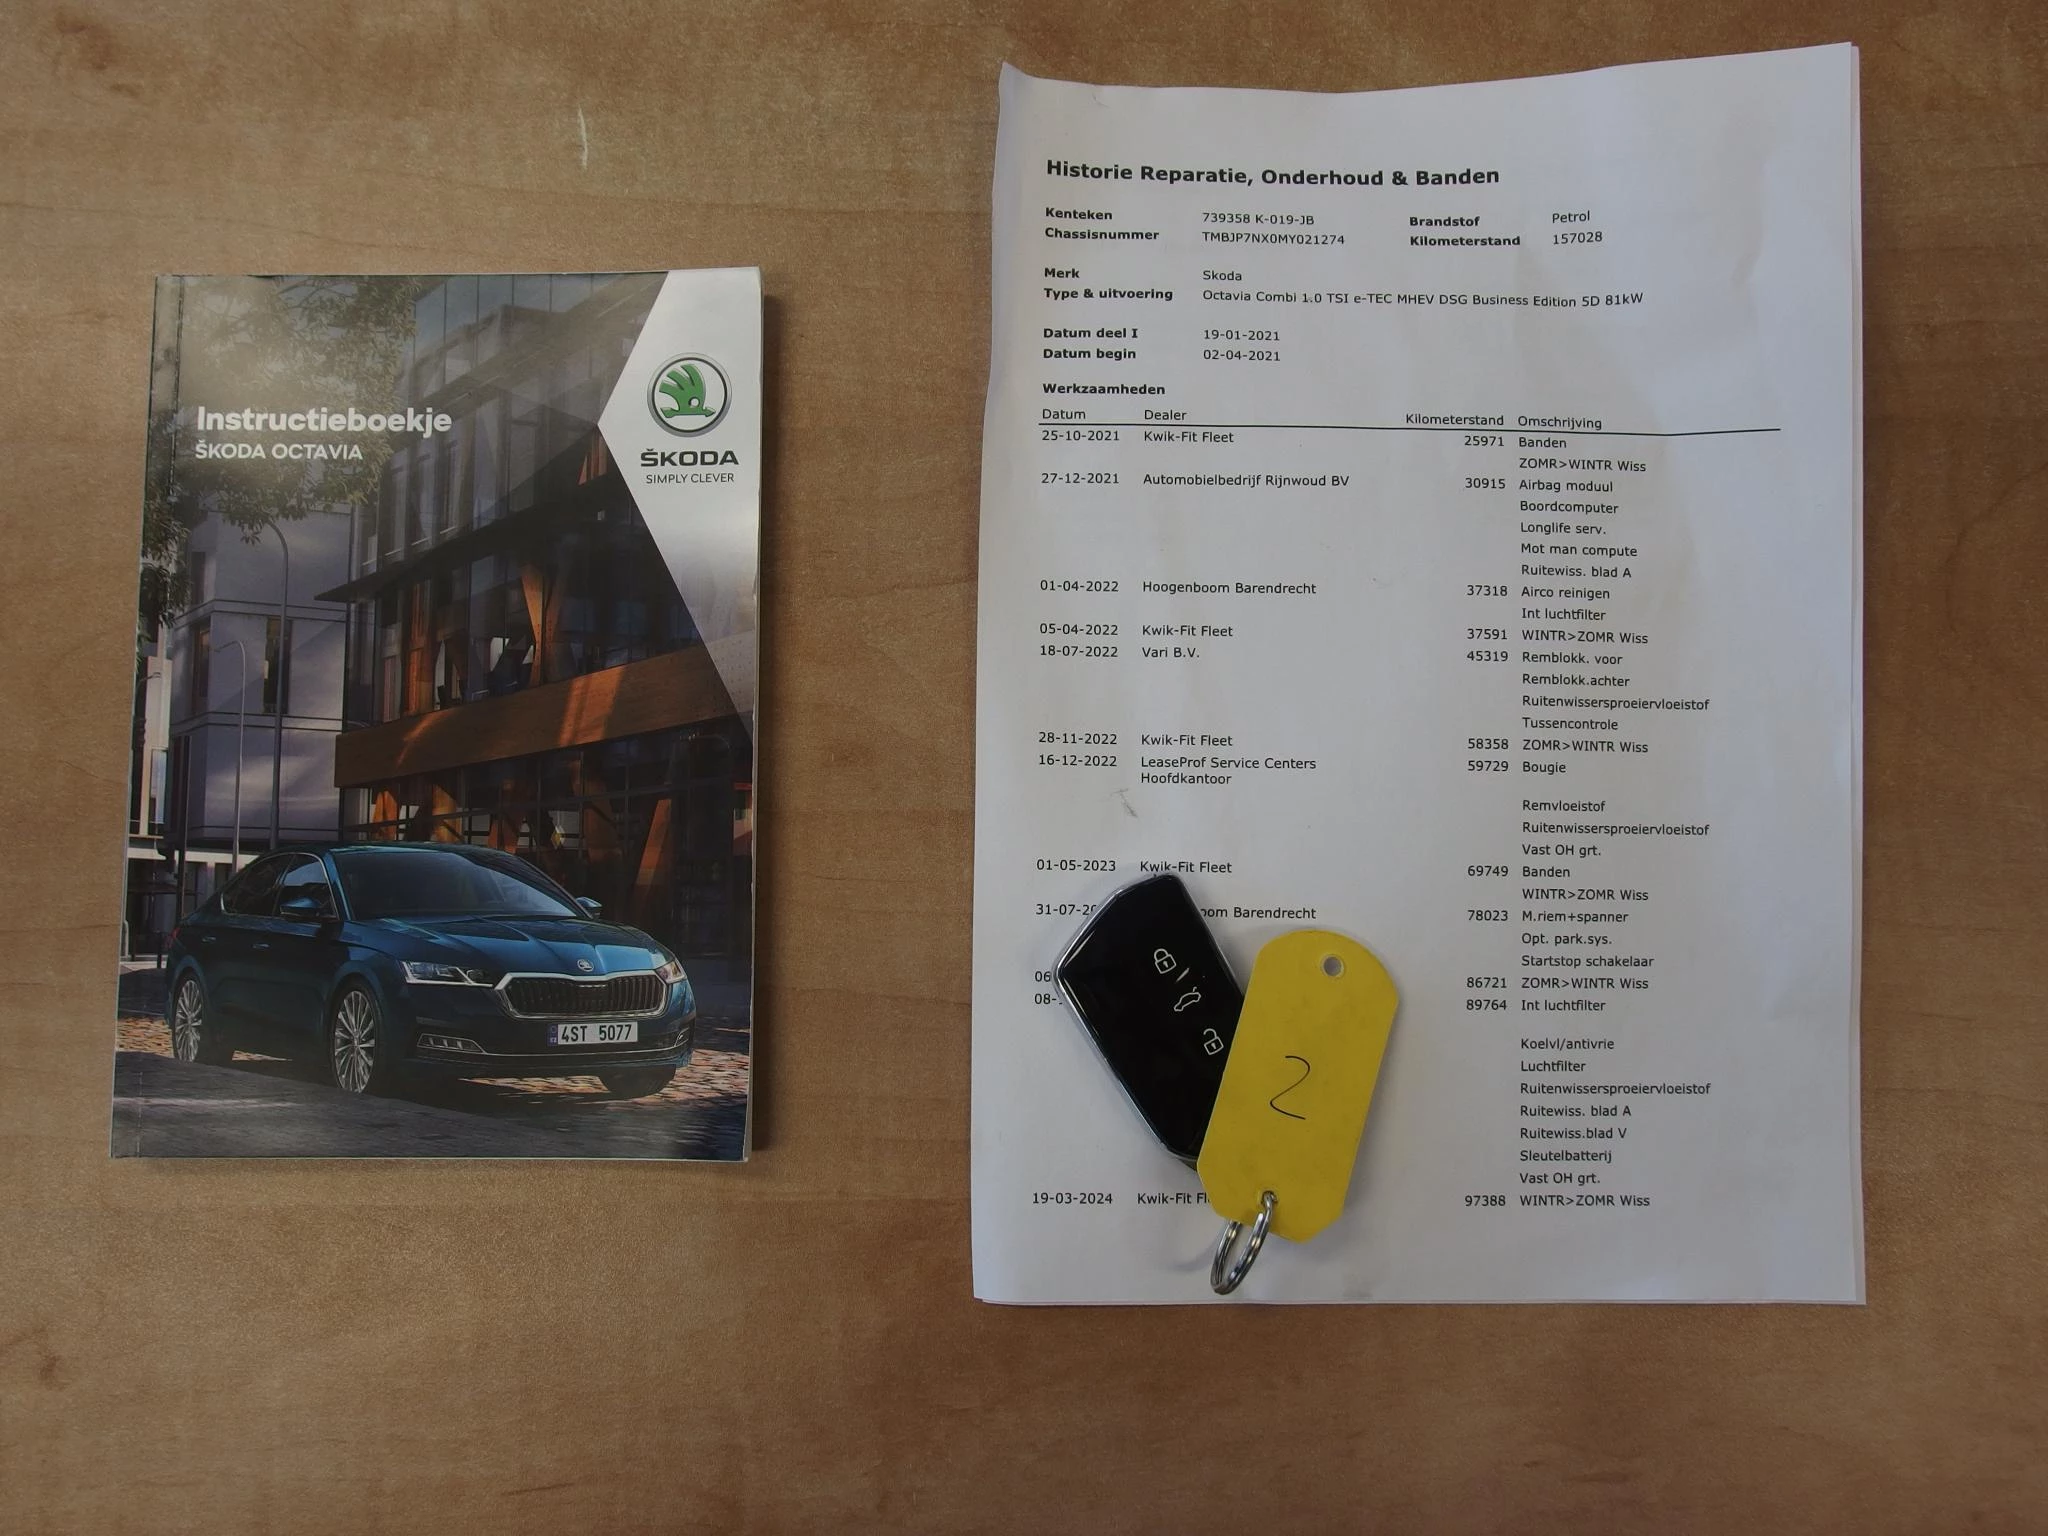 Instructieboekje
ŠKODA OCTAVIA
ŠKODA
SIMPLY CLEVER
4ST 5077
Historie Reparatie, Onderhoud & Banden
Kenteken 739358 K-019-JB Brandstof Petrol
Chassisnummer TMBJP7NX0MY021274 Kilometerstand 157028
Merk Skoda
Type & uitvoering Octavia Combi 1.0 TSI e-TEC MHEV DSG Business Edition 5D 81kW
Datum deel I 19-01-2021
Datum begin 02-04-2021
Werkzaamheden
Datum Dealer Kilometerstand Omschrijving
25-10-2021 Kwik-Fit Fleet 25971 Banden
ZOMR>WINTR Wiss
27-12-2021 Automobielbedrijf Rijnwoud BV 30915 Airbag moduul
Boordcomputer
Longlife serv.
Mot man compute
Ruitewiss. blad A
01-04-2022 Hoogenboom Barendrecht 37318 Airco reinigen
Int luchtfilter
05-04-2022 Kwik-Fit Fleet 37591 WINTR>ZOMR Wiss
18-07-2022 Vari B.V. 45319 Remblokk. voor
Remblokk.achter
Ruitenwissersproeiervloeistof
Tussencontrole
28-11-2022 Kwik-Fit Fleet 58358 ZOMR>WINTR Wiss
16-12-2022 LeaseProf Service Centers 59729 Bougie
Hoofdkantoor
Remvloeistof
Ruitenwissersproeiervloeistof
Vast OH grt.
01-05-2023 Kwik-Fit Fleet 69749 Banden
WINTR>ZOMR Wiss
31-07-20 oom Barendrecht 78023 M.riem+spanner
Opt. park.sys.
Startstop schakelaar
06 86721 ZOMR>WINTR Wiss
08- 89764 Int luchtfilter
Koelvl/antivrie
Luchtfilter
Ruitenwissersproeiervloeistof
Ruitewiss. blad A
Ruitewiss.blad V
Sleutelbatterij
Vast OH grt.
19-03-2024 Kwik-Fit Fl 97388 WINTR>ZOMR Wiss
2